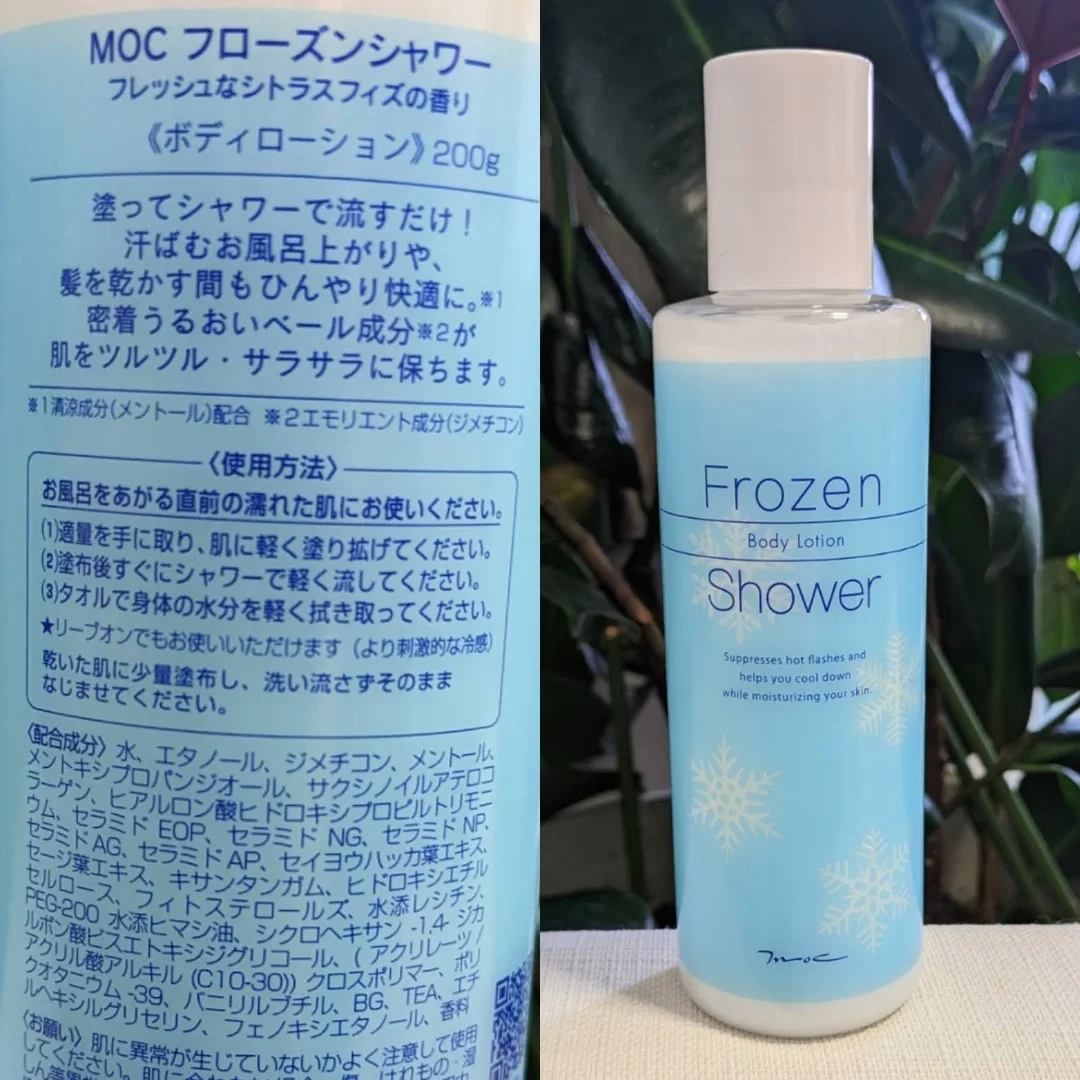 MOC フローズンシャワー
フレッシュなシトラスフィズの香り
《ボディローション》200g
塗ってシャワーで流すだけ！
汗ばむお風呂上がりや、
髪を乾かす間もひんやり快適に。※1
密着うるおいベール成分※2が
肌をツルツル・サラサラに保ちます。
※1清涼成分(メントール)配合 ※2エモリエント成分(ジメチコン)
〈使用方法〉
お風呂をあがる直前の濡れた肌にお使いください。
(1)適量を手に取り、肌に軽く塗り拡げてください。
(2)塗布後すぐにシャワーで軽く流してください。
(3)タオルで身体の水分を軽く拭き取ってください。
★リーブオンでもお使いいただけます（より刺激的な冷感）
乾いた肌に少量塗布し、洗い流さずそのまま
なじませてください。
〈配合成分〉水、エタノール、ジメチコン、メントール、
メントキシプロパンジオール、サクシノイルアテロコ
ラーゲン、ヒアルロン酸ヒドロキシプロピルトリモニ
ウム、セラミド EOP、セラミド NG、セラミド NP、
セラミド AG、セラミド AP、セイヨウハッカ葉エキス、
セージ葉エキス、キサンタンガム、ヒドロキシエチル
セルロース、フィトステロールズ、水添レシチン、
PEG-200 水添ヒマシ油、シクロヘキサン -1.4- ジカ
ルボン酸ビスエトキシジグリコール、( アクリレーツ /
アクリル酸アルキル (C10-30)) クロスポリマー、ポリ
クオタニウム -39、バニリルブチル、BG、TEA、エチ
ルヘキシルグリセリン、フェノキシエタノール、香料
〈お願い〉肌に異常が生じていないかよく注意して使用
してください。
Frozen
Body Lotion
Shower
Suppresses hot flashes and
helps you cool down
while moisturizing your skin.
moc